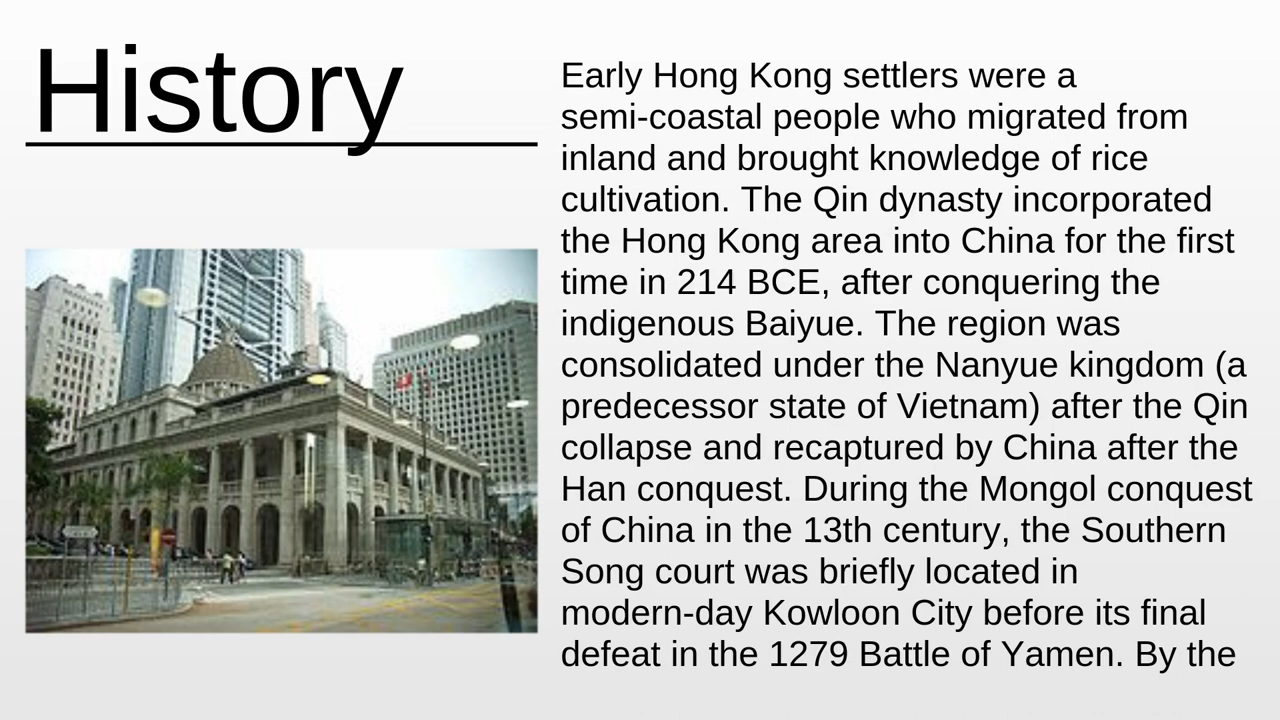 History
Early Hong Kong settlers were a
semi-coastal people who migrated from
inland and brought knowledge of rice
cultivation. The Qin dynasty incorporated
the Hong Kong area into China for the first
time in 214 BCE, after conquering the
indigenous Baiyue. The region was
consolidated under the Nanyue kingdom (a
predecessor state of Vietnam) after the Qin
collapse and recaptured by China after the
Han conquest. During the Mongol conquest
of China in the 13th century, the Southern
Song court was briefly located in
modern-day Kowloon City before its final
defeat in the 1279 Battle of Yamen. By the